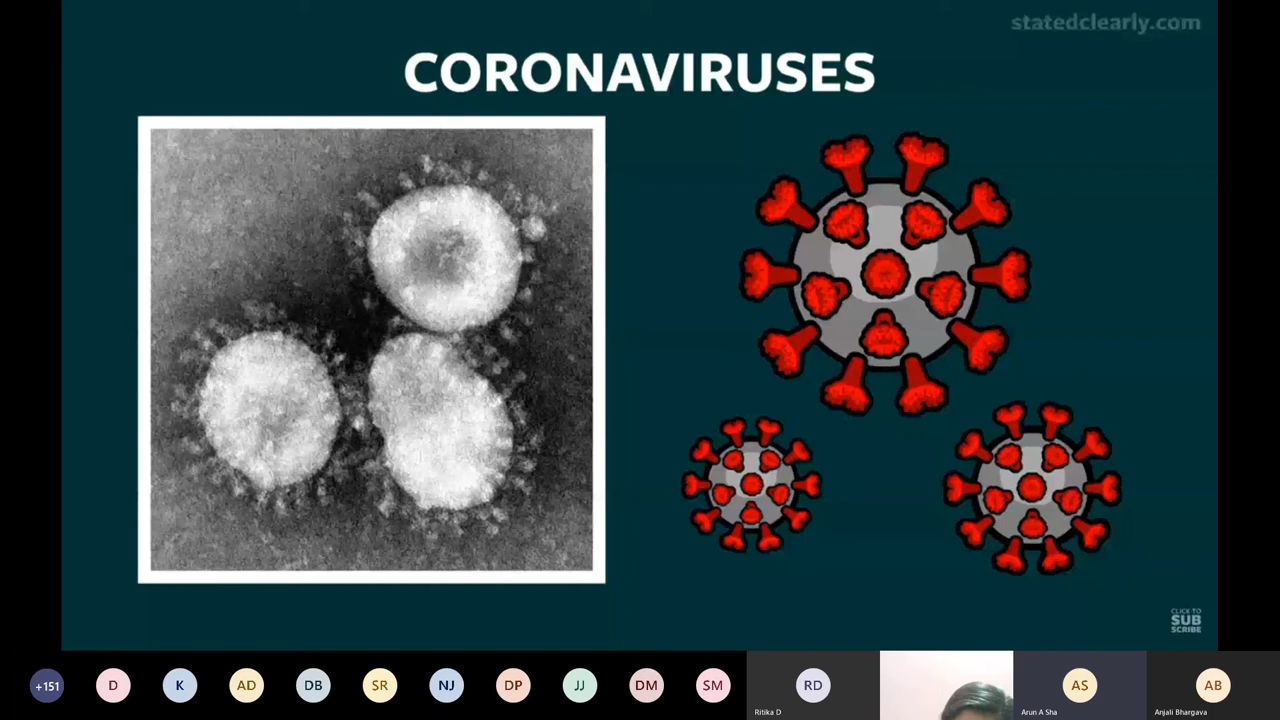 statedclearly.com
CORONAVIRUSES
CLICK TO
SUB
SCRIBE
+151
D
K
AD
DB
SR
NJ
DP
JJ
DM
SM
RD
AS
AB
Ritika D
Arun A Sha
Anjali Bhargava